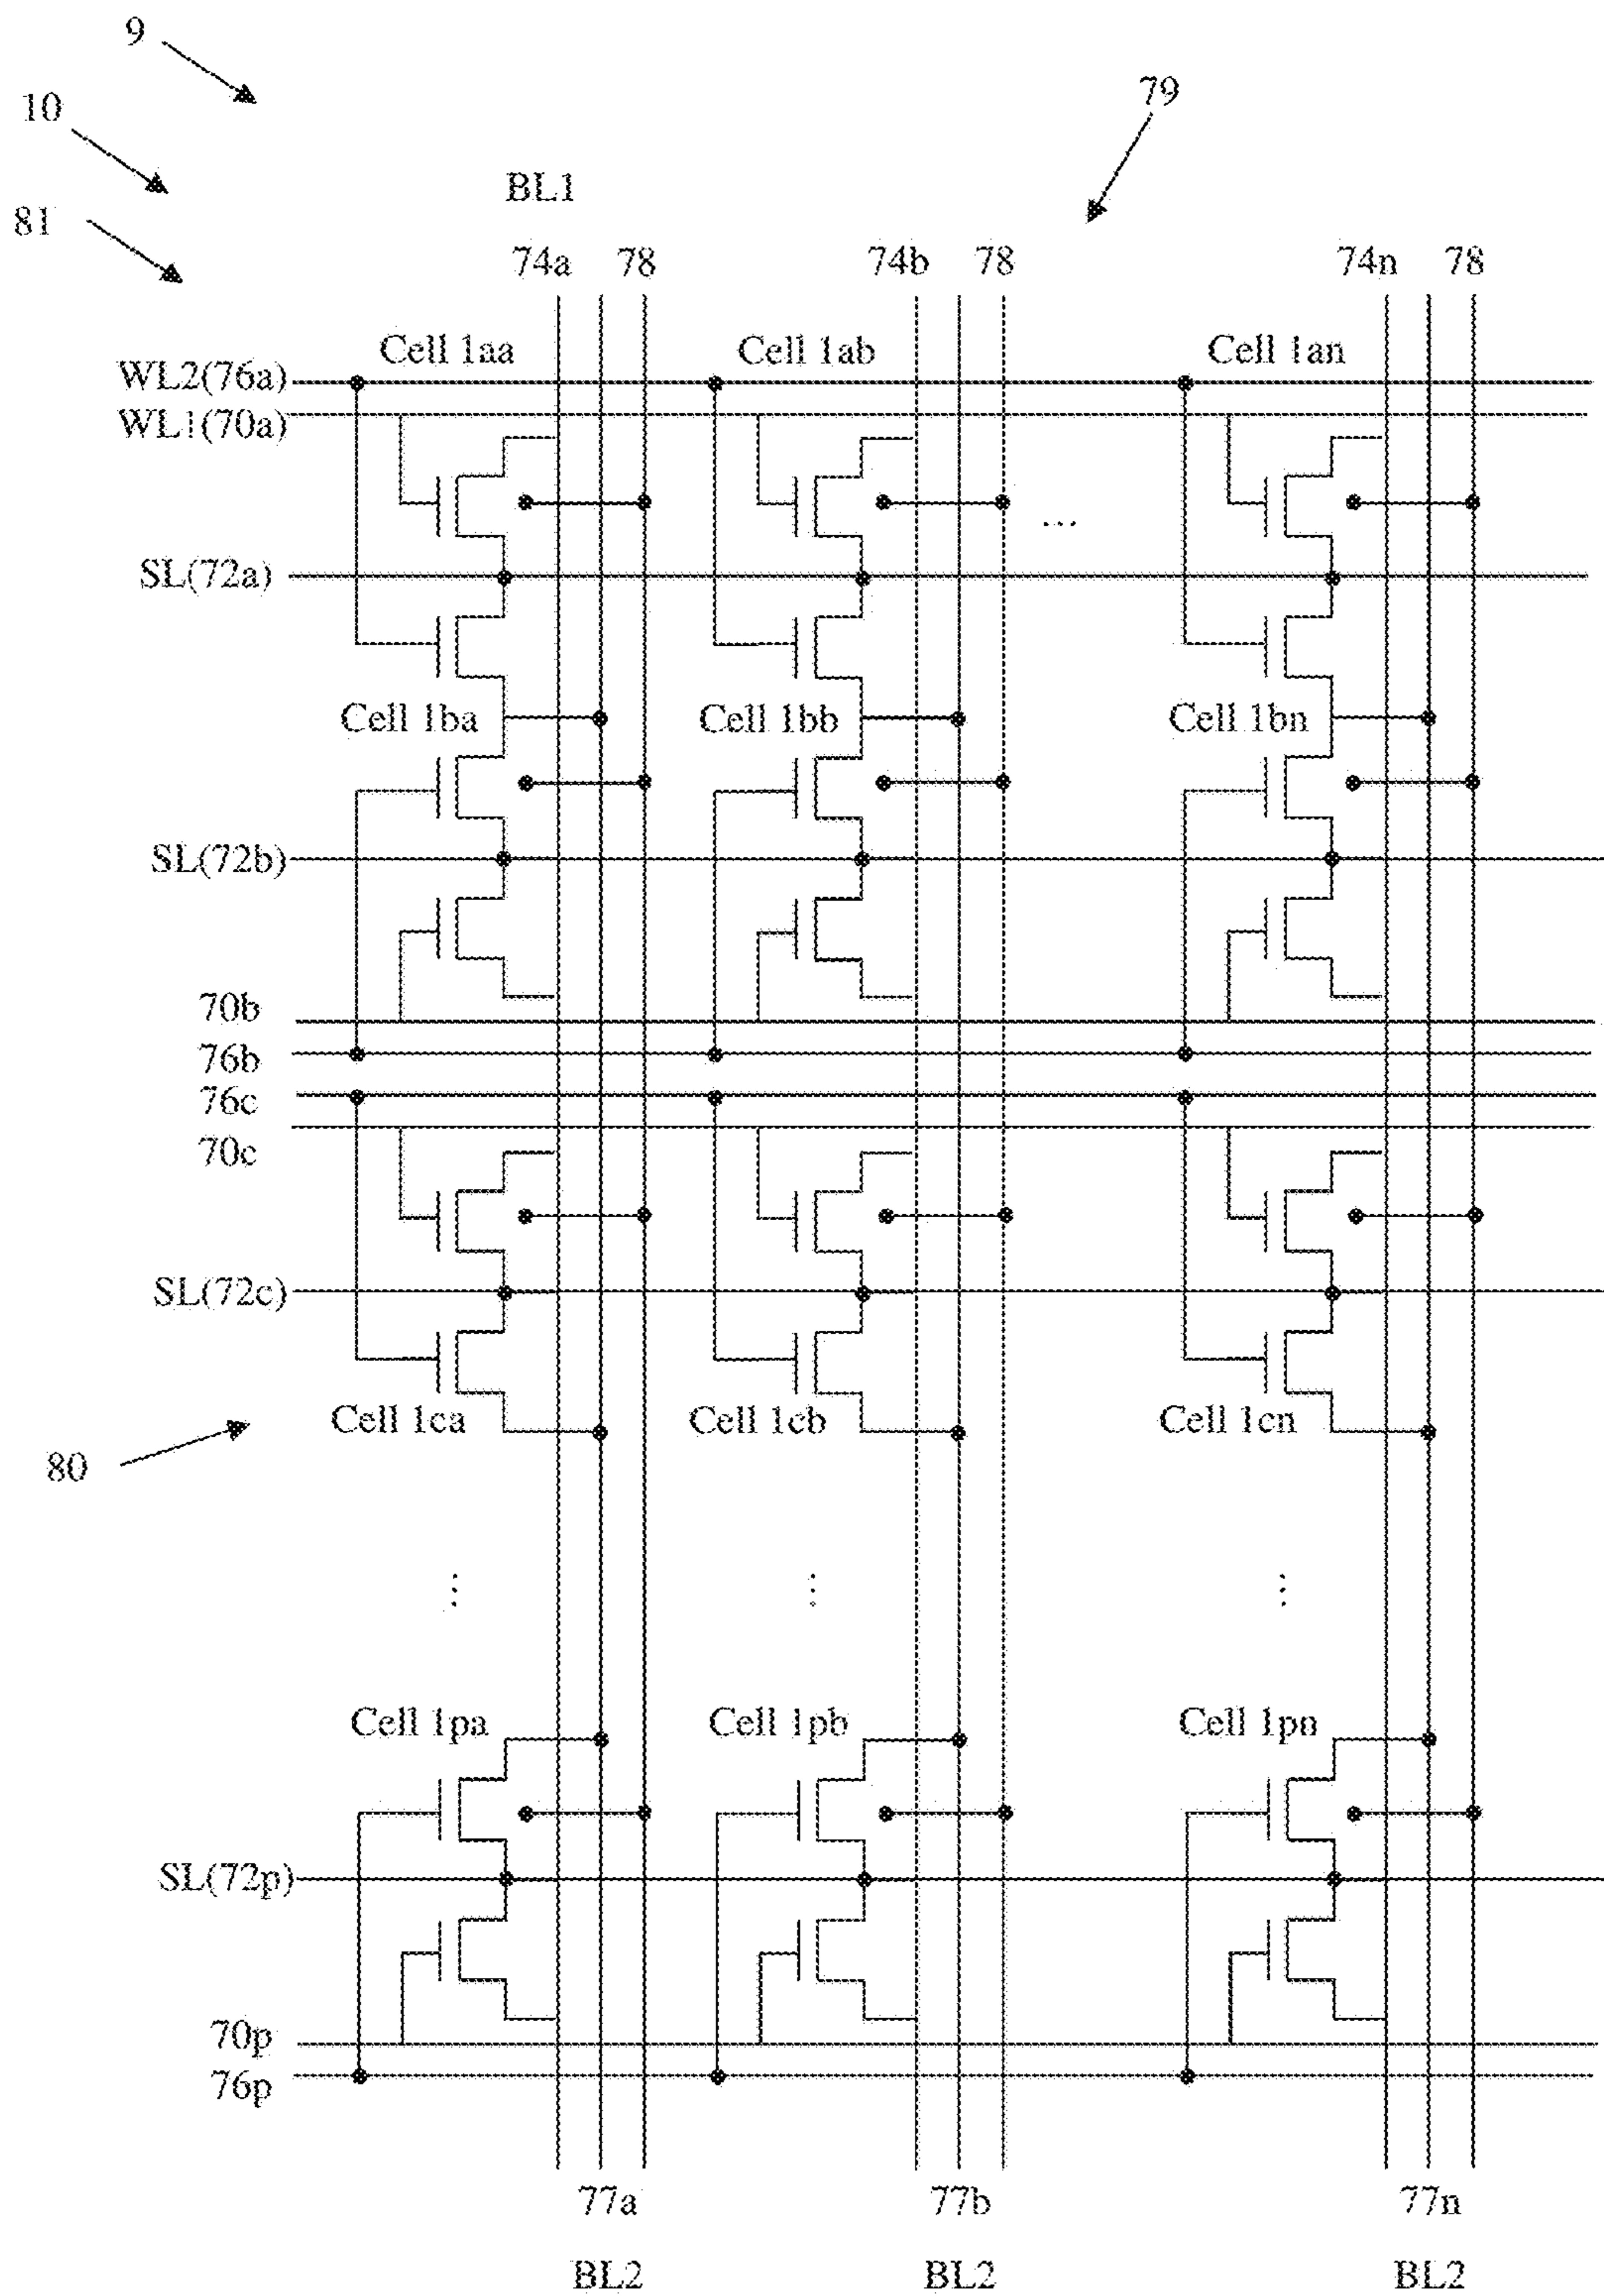 9
10
79
81
BL1
74a 78 74b 78 74n 78
Cell 1aa Cell 1ab Cell 1an
WL2(76a)
WL1(70a)
...
SL(72a)
Cell 1ba Cell 1bb Cell 1bn
SL(72b)
70b
76b
76c
70c
SL(72c)
Cell 1ca Cell 1cb Cell 1cn
80
⋮ ⋮ ⋮
Cell 1pa Cell 1pb Cell 1pn
SL(72p)
70p
76p
77a 77b 77n
BL2 BL2 BL2